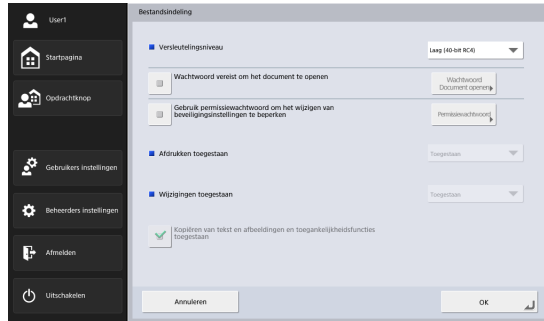 User1
Startpagina
Opdrachtknop
Gebruikers instellingen
Beheerders instellingen
Afmelden
Uitschakelen
Bestandsindeling
Versleutelingsniveau
Laag (40-bit RC4)
Wachtwoord vereist om het document te openen
Wachtwoord
Document openen
Gebruik permissiewachtwoord om het wijzigen van
beveiligingsinstellingen te beperken
Permissiewachtwoord
Afdrukken toegestaan
Toegestaan
Wijzigingen toegestaan
Toegestaan
Kopiëren van tekst en afbeeldingen en toegankelijkheidsfuncties
toegestaan
Annuleren
OK